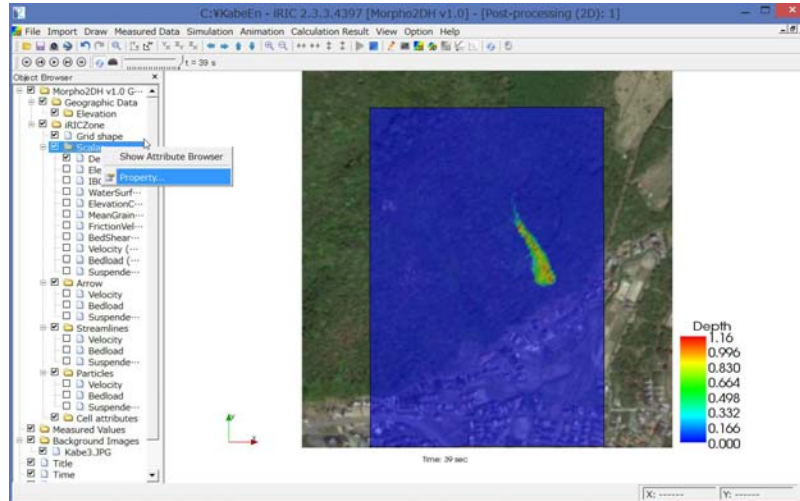 C:¥KabeEn - iRIC 2.3.3.4397 [Morpho2DH v1.0] - [Post-processing (2D): 1]
File Import Draw Measured Data Simulation Animation Calculation Result View Option Help
t = 39 s
Object Browser
Morpho2DH v1.0 G···
Geographic Data
Elevation
iRICZone
Grid shape
Scala
Show Attribute Browser
De
Ele
Property...
IBC
WaterSurf···
ElevationC···
MeanGrain···
FrictionVel···
BedShear···
Velocity (···
Bedload (···
Suspende···
Arrow
Velocity
Bedload
Suspende···
Streamlines
Velocity
Bedload
Suspende···
Particles
Velocity
Bedload
Suspende···
Cell attributes
Measured Values
Background Images
Kabe3.JPG
Title
Time
Depth
1.16
0.996
0.830
0.664
0.498
0.332
0.166
0.000
Y
X
Time: 39 sec
X: ------
Y: ------